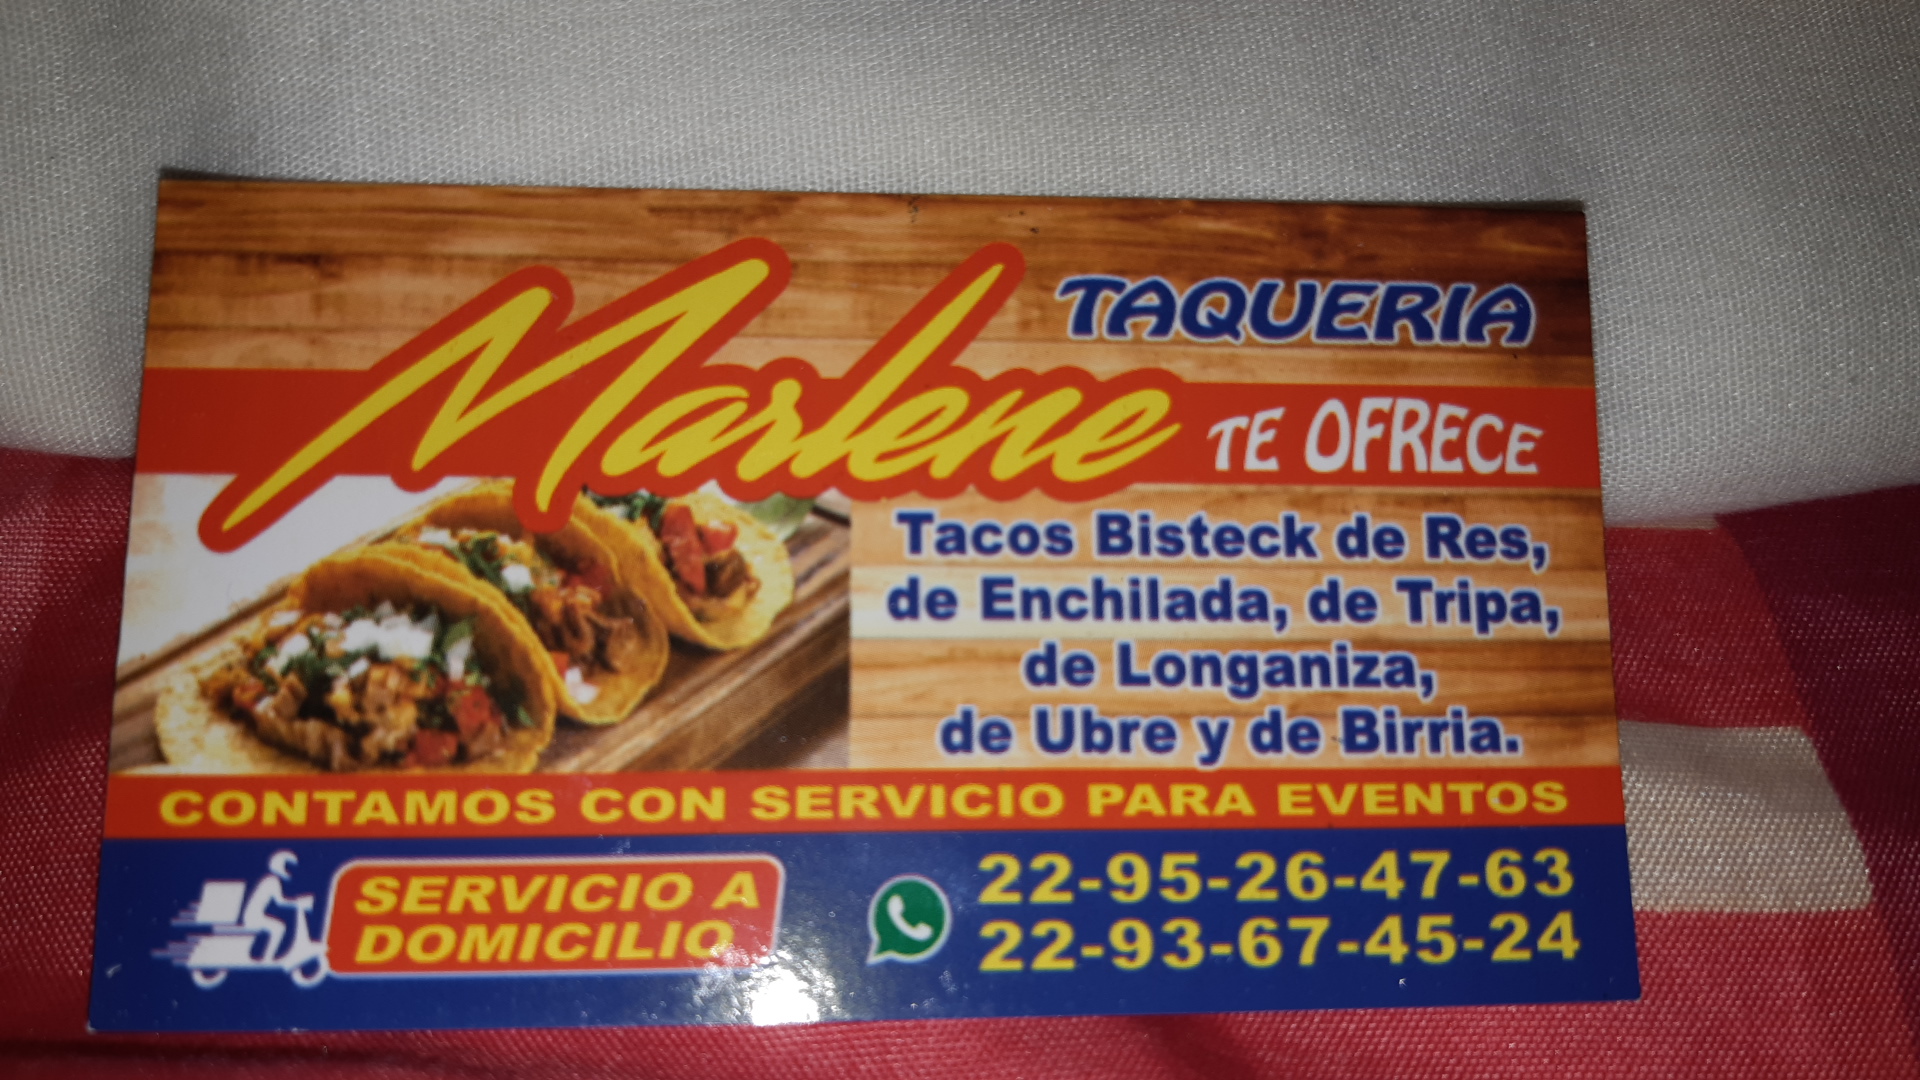 TAQUERIA
Marlene TE OFRECE
Tacos Bisteck de Res,
de Enchilada, de Tripa,
de Longaniza,
de Ubre y de Birria.
CONTAMOS CON SERVICIO PARA EVENTOS
SERVICIO A
DOMICILIO
22-95-26-47-63
22-93-67-45-24